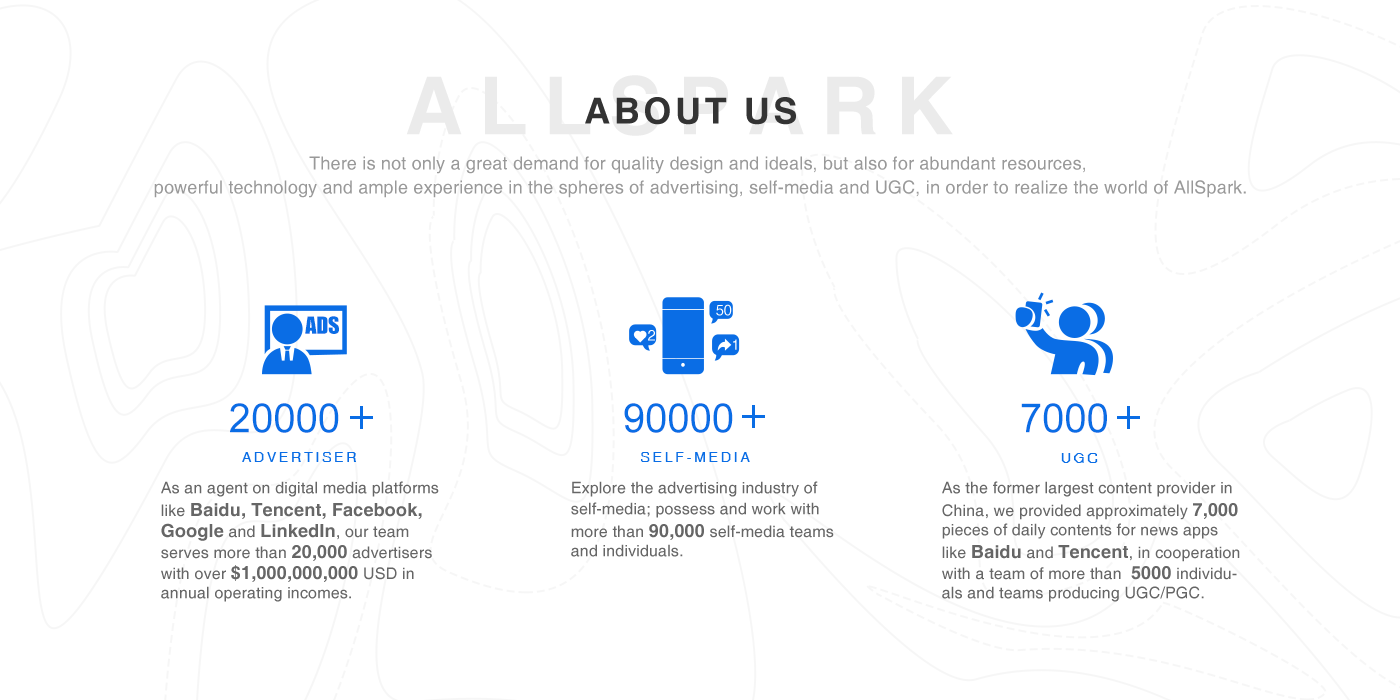 ALLSPARK
ABOUT US
There is not only a great demand for quality design and ideals, but also for abundant resources,
powerful technology and ample experience in the spheres of advertising, self-media and UGC, in order to realize the world of AllSpark.
ADS
50
2
1
20000+
ADVERTISER
As an agent on digital media platforms
like Baidu, Tencent, Facebook,
Google and LinkedIn, our team
serves more than 20,000 advertisers
with over $1,000,000,000 USD in
annual operating incomes.
90000+
SELF-MEDIA
Explore the advertising industry of
self-media; possess and work with
more than 90,000 self-media teams
and individuals.
7000+
UGC
As the former largest content provider in
China, we provided approximately 7,000
pieces of daily contents for news apps
like Baidu and Tencent, in cooperation
with a team of more than 5000 individu-
als and teams producing UGC/PGC.